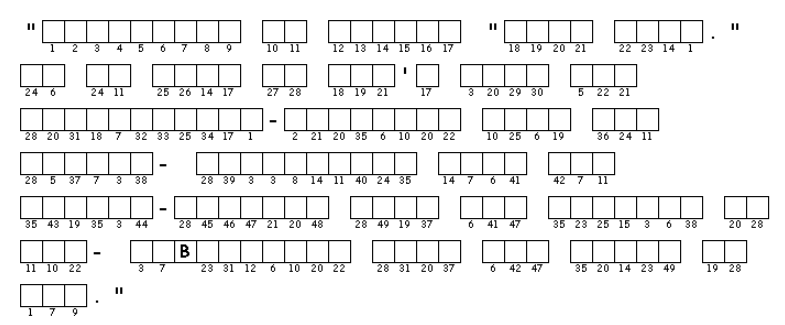 " " . "
1 2 3 4 5 6 7 8 9 10 11 12 13 14 15 16 17 18 19 20 21 22 23 14 1
'
24 6 24 11 25 26 14 17 27 28 18 19 21 17 3 20 29 30 5 22 21
-
28 20 31 18 7 32 33 25 34 17 1 2 21 20 35 6 10 20 22 10 25 6 19 36 24 11
-
28 5 37 7 3 38 28 39 3 3 8 14 11 40 24 35 14 7 6 41 42 7 11
-
35 43 19 35 3 44 28 45 46 47 21 20 48 28 49 19 37 6 41 47 35 23 25 15 3 6 38 20 28
- B
11 10 22 3 7 23 31 12 6 10 20 22 28 31 20 37 6 42 47 35 20 14 23 49 19 28
. "
1 7 9